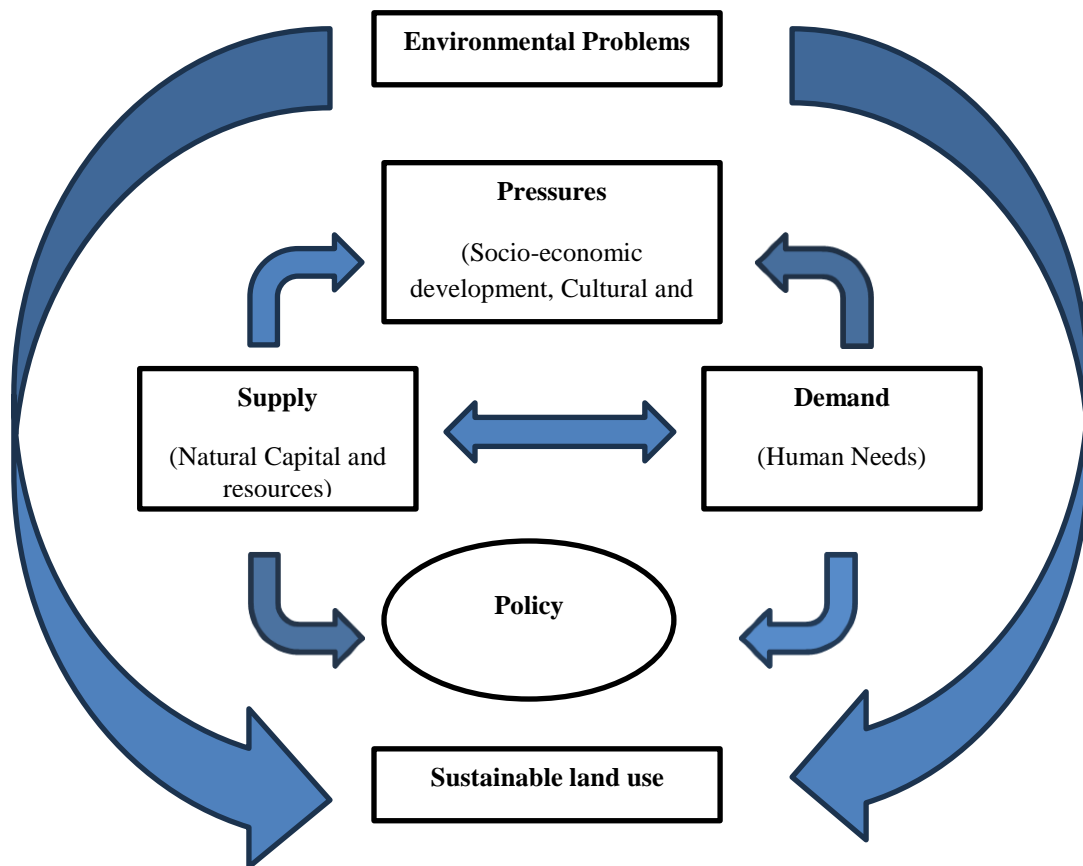 Environmental Problems
Pressures
(Socio-economic
development, Cultural and
Supply
(Natural Capital and
resources)
Demand
(Human Needs)
Policy
Sustainable land use